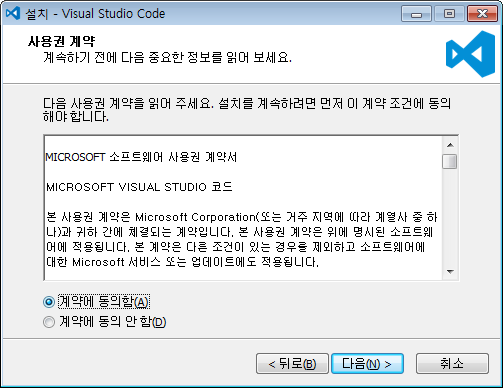 설치 - Visual Studio Code
사용권 계약
계속하기 전에 다음 중요한 정보를 읽어 보세요.
다음 사용권 계약을 읽어 주세요. 설치를 계속하려면 먼저 이 계약 조건에 동의
해야 합니다.
MICROSOFT 소프트웨어 사용권 계약서
MICROSOFT VISUAL STUDIO 코드
본 사용권 계약은 Microsoft Corporation(또는 거주 지역에 따라 계열사 중 하
나)과 귀하 간에 체결되는 계약입니다. 본 사용권 계약은 위에 명시된 소프트웨
어에 적용됩니다. 본 계약은 다른 조건이 있는 경우를 제외하고 소프트웨어에
대한 Microsoft 서비스 또는 업데이트에도 적용됩니다.
계약에 동의함(A)
계약에 동의 안 함(D)
< 뒤로(B)
다음(N) >
취소